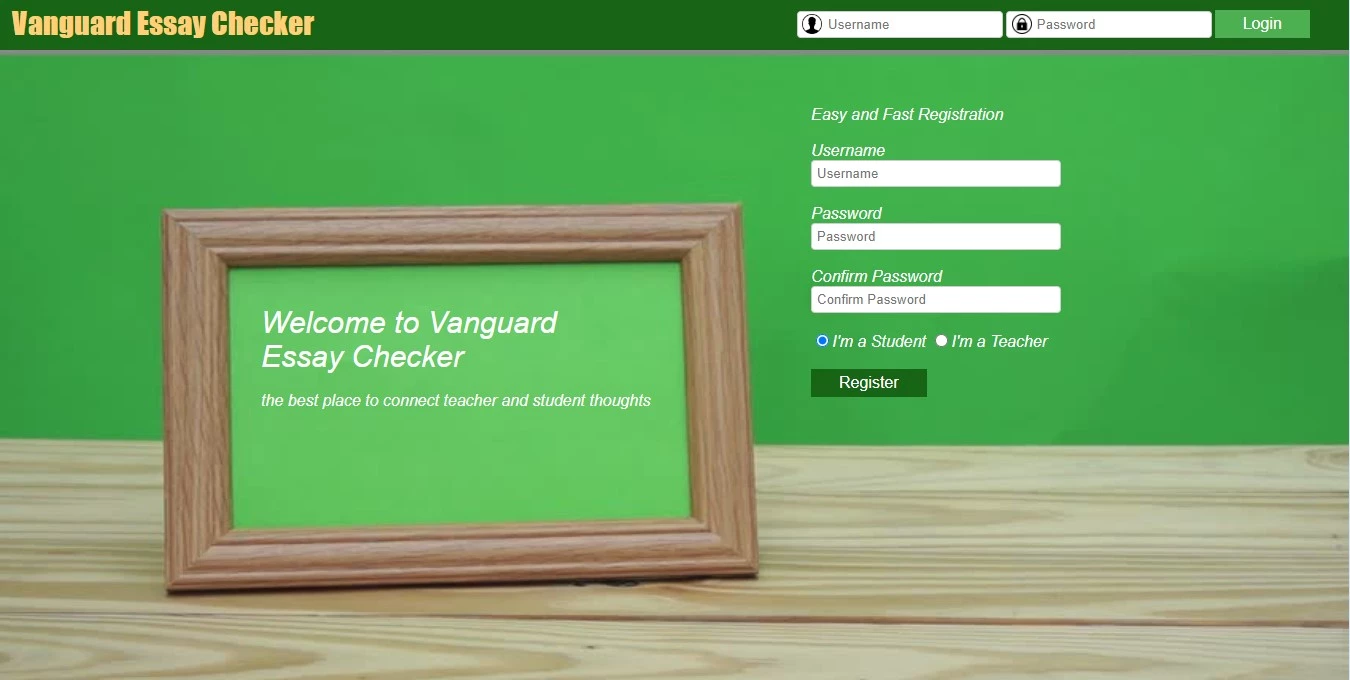 Vanguard Essay Checker
Username
Password
Login
Easy and Fast Registration
Username
Username
Password
Password
Confirm Password
Confirm Password
I'm a Student I'm a Teacher
Register
Welcome to Vanguard
Essay Checker
the best place to connect teacher and student thoughts